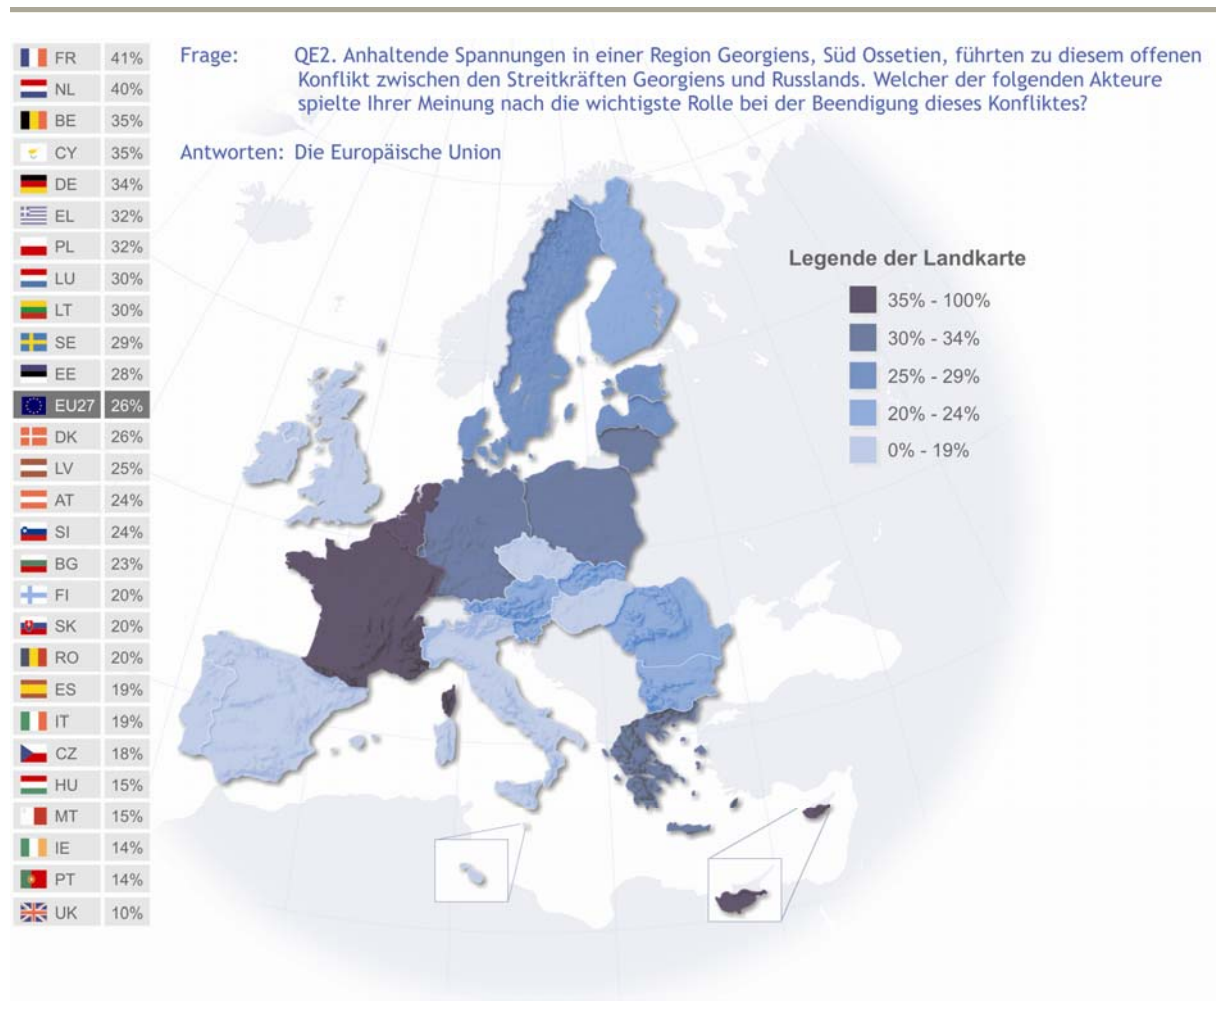 Frage: QE2. Anhaltende Spannungen in einer Region Georgiens, Süd Ossetien, führten zu diesem offenen
Konflikt zwischen den Streitkräften Georgiens und Russlands. Welcher der folgenden Akteure
spielte Ihrer Meinung nach die wichtigste Rolle bei der Beendigung dieses Konfliktes?
Antworten: Die Europäische Union
FR 41%
NL 40%
BE 35%
CY 35%
DE 34%
EL 32%
PL 32%
LU 30%
LT 30%
SE 29%
EE 28%
EU27 26%
DK 26%
LV 25%
AT 24%
SI 24%
BG 23%
FI 20%
SK 20%
RO 20%
ES 19%
IT 19%
CZ 18%
HU 15%
MT 15%
IE 14%
PT 14%
UK 10%
Legende der Landkarte
35% - 100%
30% - 34%
25% - 29%
20% - 24%
0% - 19%